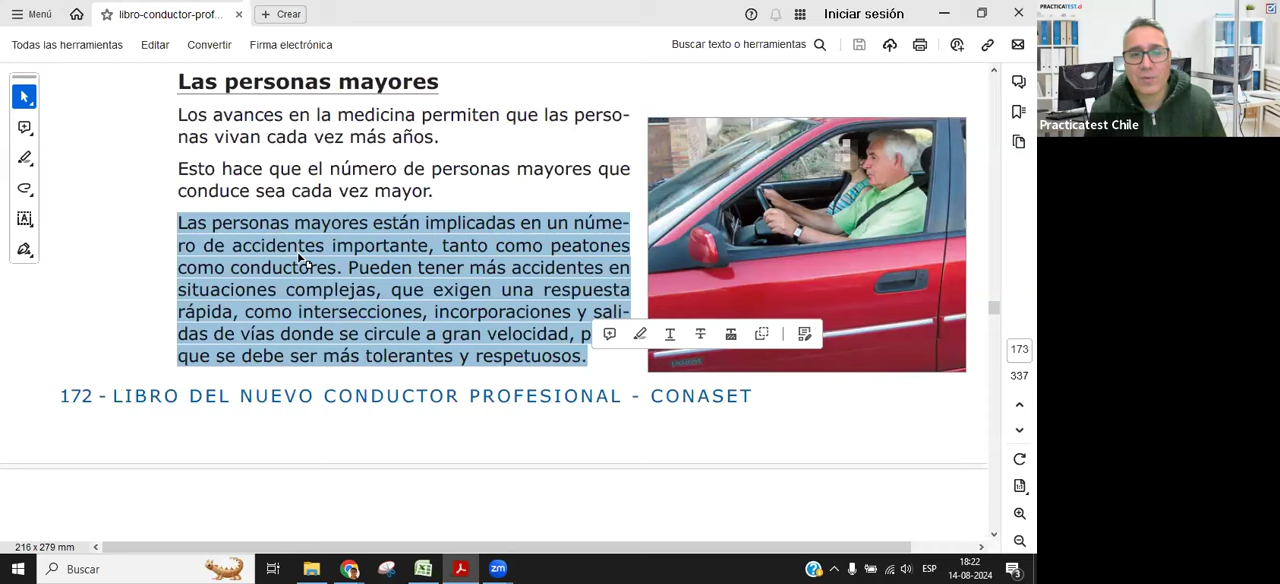 Menú
libro-conductor-prof...
Crear
Iniciar sesión
Todas las herramientas
Editar
Convertir
Firma electrónica
Buscar texto o herramientas
PRACTICATEST.cl
Practicatest Chile
Las personas mayores
Los avances en la medicina permiten que las perso-
nas vivan cada vez más años.
Esto hace que el número de personas mayores que
conduce sea cada vez mayor.
Las personas mayores están implicadas en un núme-
ro de accidentes importante, tanto como peatones
como conductores. Pueden tener más accidentes en
situaciones complejas, que exigen una respuesta
rápida, como intersecciones, incorporaciones y sali-
das de vías donde se circule a gran velocidad, p
que se debe ser más tolerantes y respetuosos.
172 - LIBRO DEL NUEVO CONDUCTOR PROFESIONAL - CONASET
173
337
216 x 279 mm
Buscar
zm
ESP
18:22
14-08-2024
3